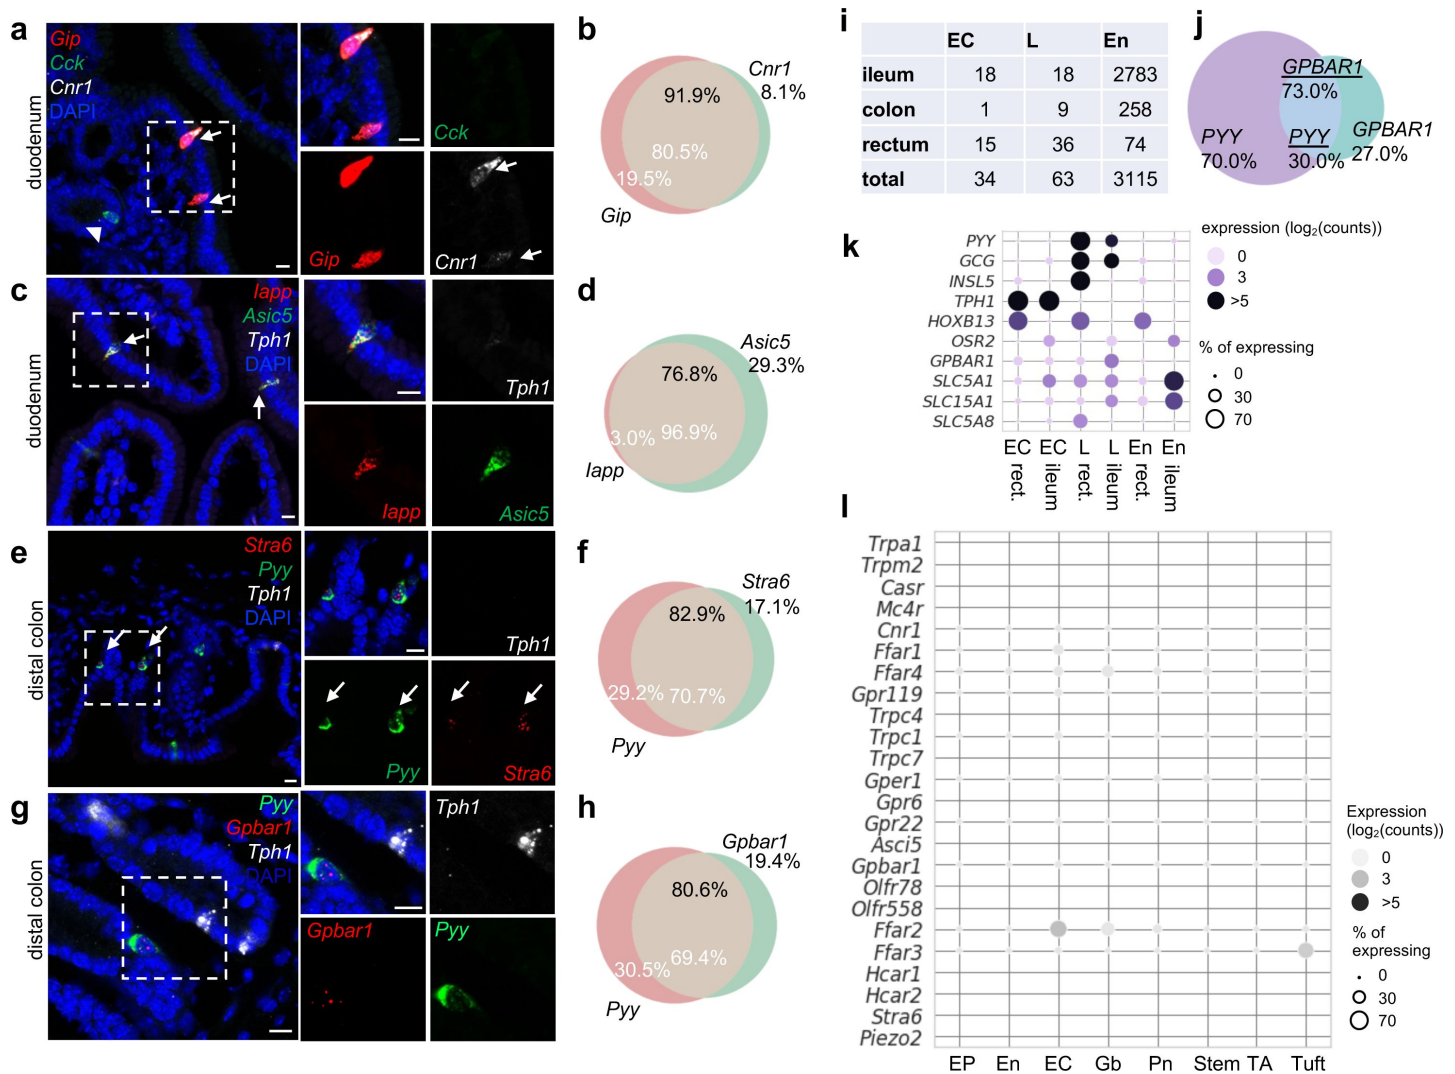 a
Gip
Cck
Cnr1
DAPI
duodenum
Cck
Gip
Cnr1
b
Cnr1
8.1%
91.9%
80.5%
19.5%
Gip
c
Iapp
Asic5
Tph1
DAPI
duodenum
Tph1
Iapp
Asic5
d
Asic5
29.3%
76.8%
3.0% 96.9%
Iapp
e
Stra6
Pyy
Tph1
DAPI
distal colon
Tph1
Pyy
Stra6
f
Stra6
17.1%
82.9%
29.2% 70.7%
Pyy
g
Pyy
Gpbar1
Tph1
DAPI
distal colon
Tph1
Gpbar1
Pyy
h
Gpbar1
19.4%
80.6%
30.5% 69.4%
Pyy
i
EC L En
ileum 18 18 2783
colon 1 9 258
rectum 15 36 74
total 34 63 3115
j
GPBAR1
73.0%
PYY
70.0%
PYY
30.0%
GPBAR1
27.0%
k
PYY
GCG
INSL5
TPH1
HOXB13
OSR2
GPBAR1
SLC5A1
SLC15A1
SLC5A8
EC rect.
EC ileum
L rect.
L ileum
En rect.
En ileum
expression (log2(counts))
0
3
>5
% of expressing
0
30
70
l
Trpa1
Trpm2
Casr
Mc4r
Cnr1
Ffar1
Ffar4
Gpr119
Trpc4
Trpc1
Trpc7
Gper1
Gpr6
Gpr22
Asci5
Gpbar1
Olfr78
Olfr558
Ffar2
Ffar3
Hcar1
Hcar2
Stra6
Piezo2
EP En EC Gb Pn Stem TA Tuft
Expression
(log2(counts))
0
3
>5
% of
expressing
0
30
70